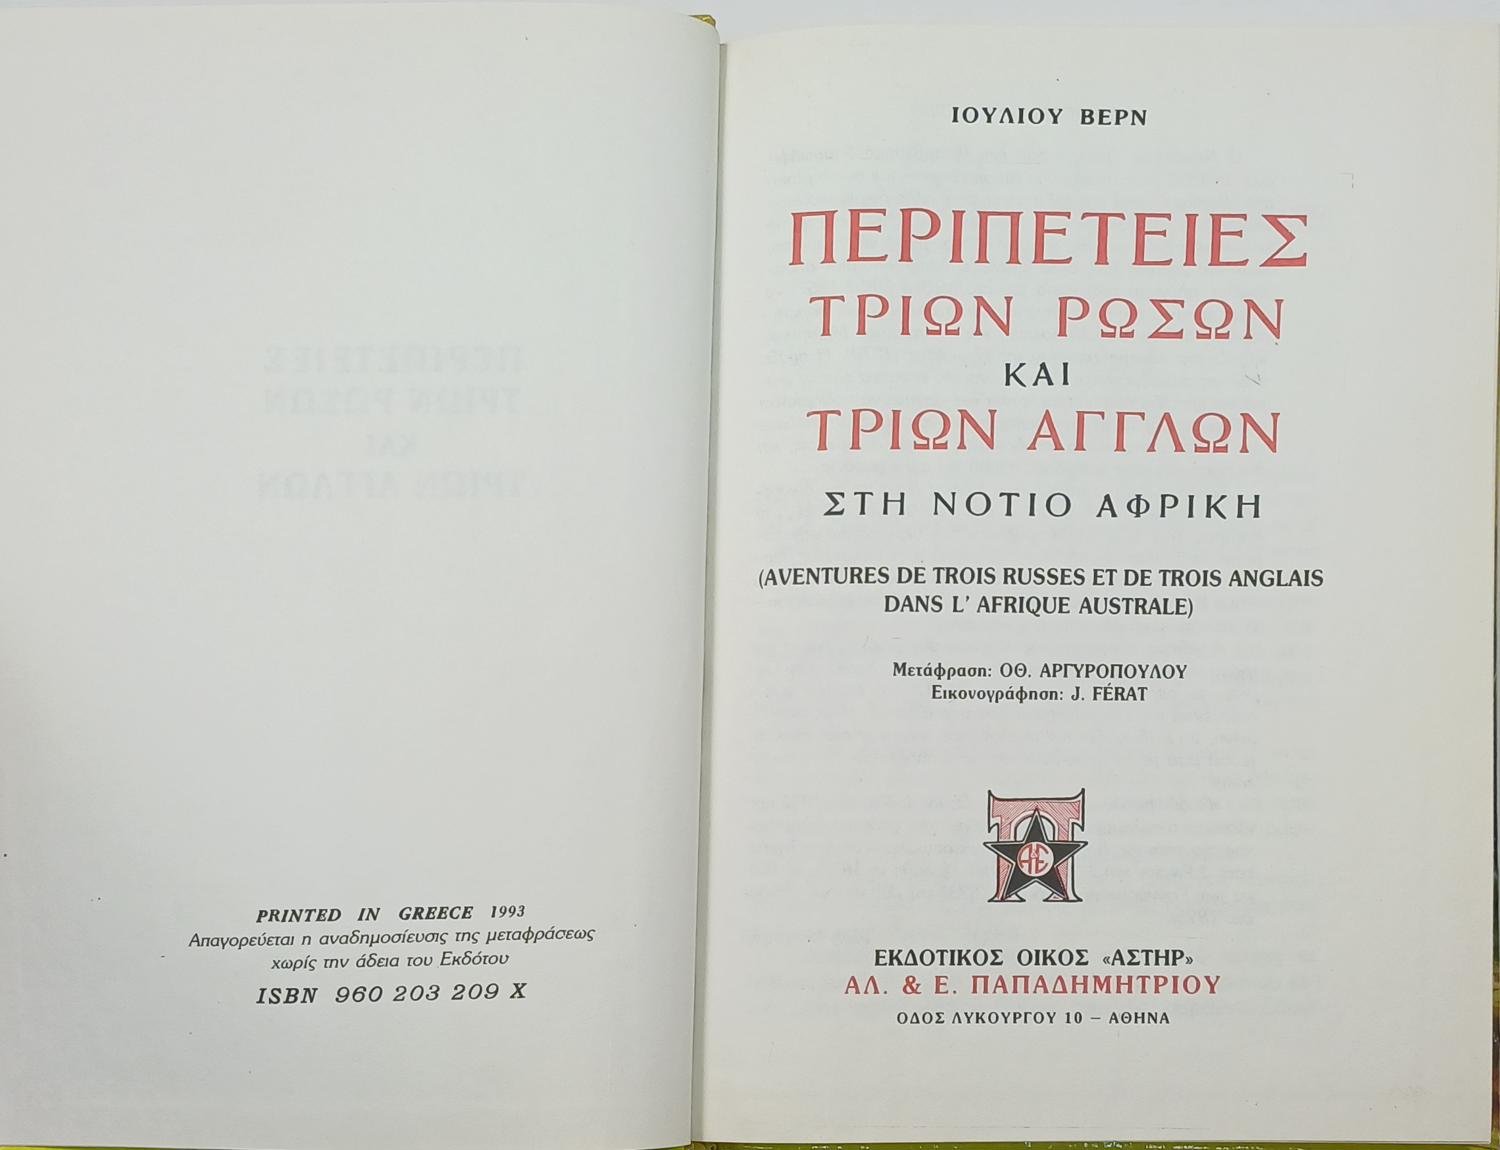 PRINTED IN GREECE 1993
Απαγορεύεται η αναδημοσίευσις της μεταφράσεως
χωρίς την άδεια του Εκδότου
ISBN 960 203 209 X
ΙΟΥΛΙΟΥ ΒΕΡΝ
ΠΕΡΙΠΕΤΕΙΕΣ
ΤΡΙΩΝ ΡΩΣΩΝ
ΚΑΙ
ΤΡΙΩΝ ΑΓΓΛΩΝ
ΣΤΗ ΝΟΤΙΟ ΑΦΡΙΚΗ
(AVENTURES DE TROIS RUSSES ET DE TROIS ANGLAIS
DANS L' AFRIQUE AUSTRALE)
Μετάφραση: ΟΘ. ΑΡΓΥΡΟΠΟΥΛΟΥ
Εικονογράφηση: J. FÉRAT
ΕΚΔΟΤΙΚΟΣ ΟΙΚΟΣ «ΑΣΤΗΡ»
ΑΛ. & Ε. ΠΑΠΑΔΗΜΗΤΡΙΟΥ
ΟΔΟΣ ΛΥΚΟΥΡΓΟΥ 10 – ΑΘΗΝΑ